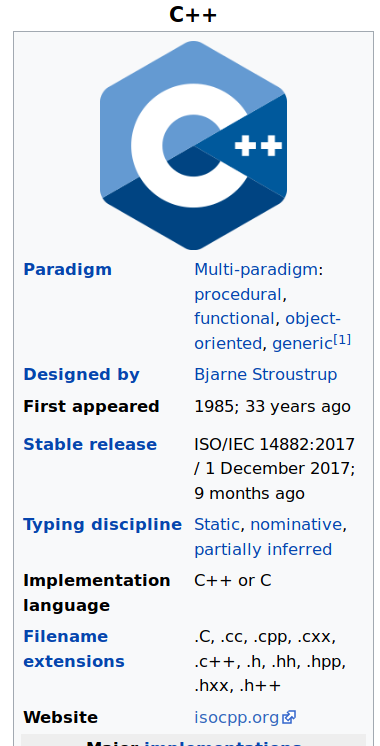 C++
C ++
Paradigm Multi-paradigm:
procedural,
functional, object-
oriented, generic[1]
Designed by Bjarne Stroustrup
First appeared 1985; 33 years ago
Stable release ISO/IEC 14882:2017
/ 1 December 2017;
9 months ago
Typing discipline Static, nominative,
partially inferred
Implementation C++ or C
language
Filename .C, .cc, .cpp, .cxx,
extensions .c++, .h, .hh, .hpp,
.hxx, .h++
Website isocpp.org
Major implementations